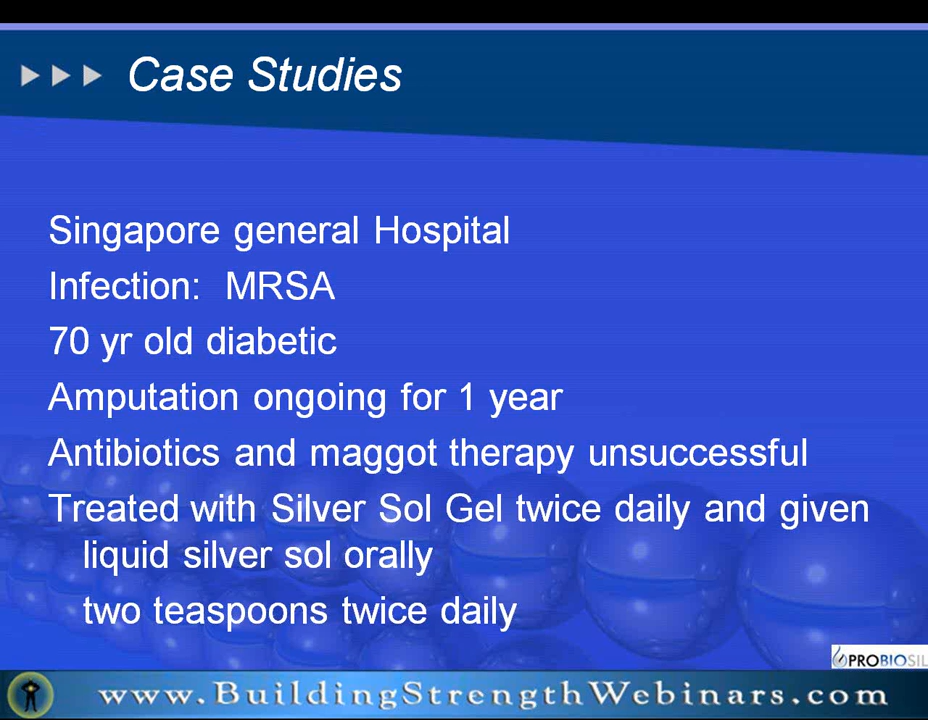 Case Studies
Singapore general Hospital
Infection: MRSA
70 yr old diabetic
Amputation ongoing for 1 year
Antibiotics and maggot therapy unsuccessful
Treated with Silver Sol Gel twice daily and given
liquid silver sol orally
two teaspoons twice daily
PROBIOSIL
www.BuildingStrengthWebinars.com